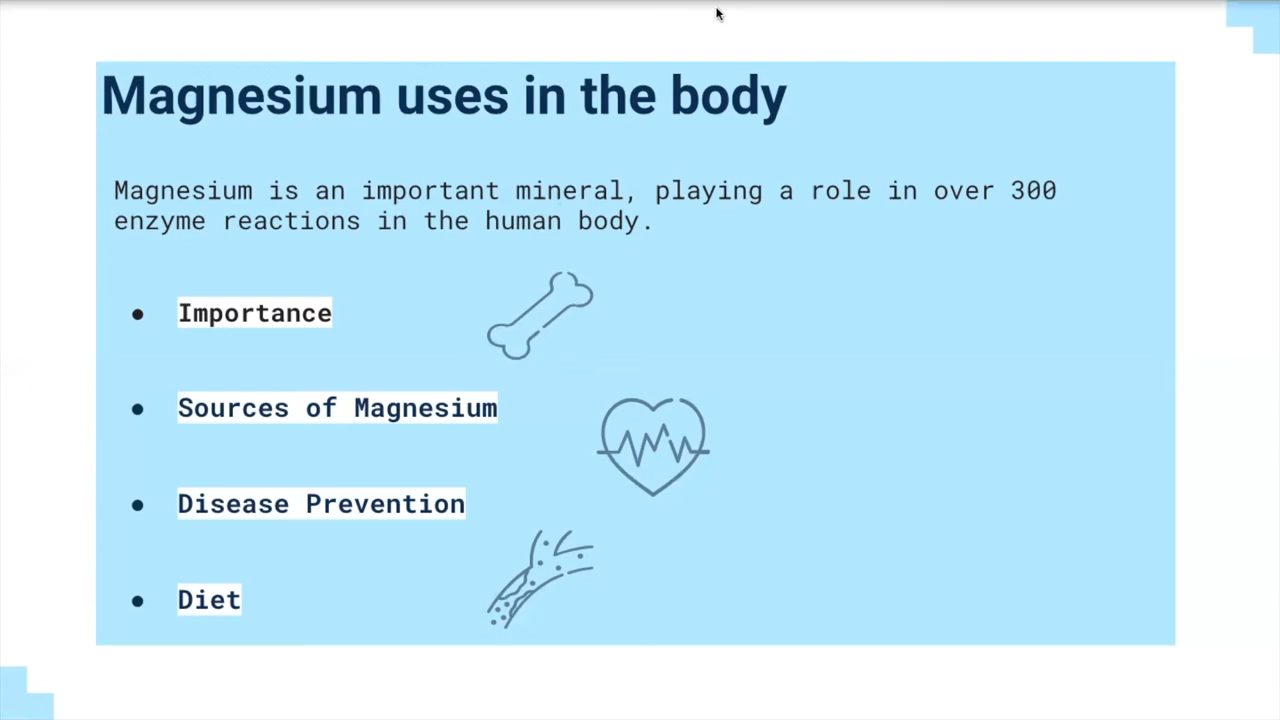 Magnesium uses in the body
Magnesium is an important mineral, playing a role in over 300
enzyme reactions in the human body.
● Importance
● Sources of Magnesium
● Disease Prevention
● Diet